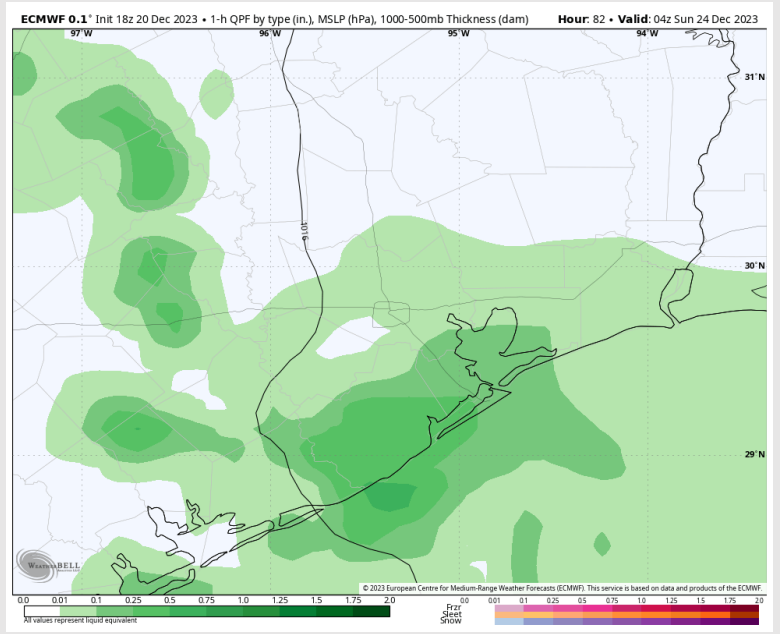 ECMWF 0.1° Init 18z 20 Dec 2023 • 1-h QPF by type (in.), MSLP (hPa), 1000-500mb Thickness (dam) Hour: 82 • Valid: 04z Sun 24 Dec 2023
97°W 96°W 95°W 94°W
31°N
1016
30°N
29°N
WeatherBELL
© 2023 European Centre for Medium-Range Weather Forecasts (ECMWF). This service is based on data and products of the ECMWF.
0.0 0.01 0.1 0.25 0.5 0.75 1.0 1.25 1.5 1.75 2.0 0.0 0.01 0.1 0.25 0.5 0.75 1.0 1.25 1.5 1.75 2.0
Frzr
Sleet
Snow
All values represent liquid equivalent